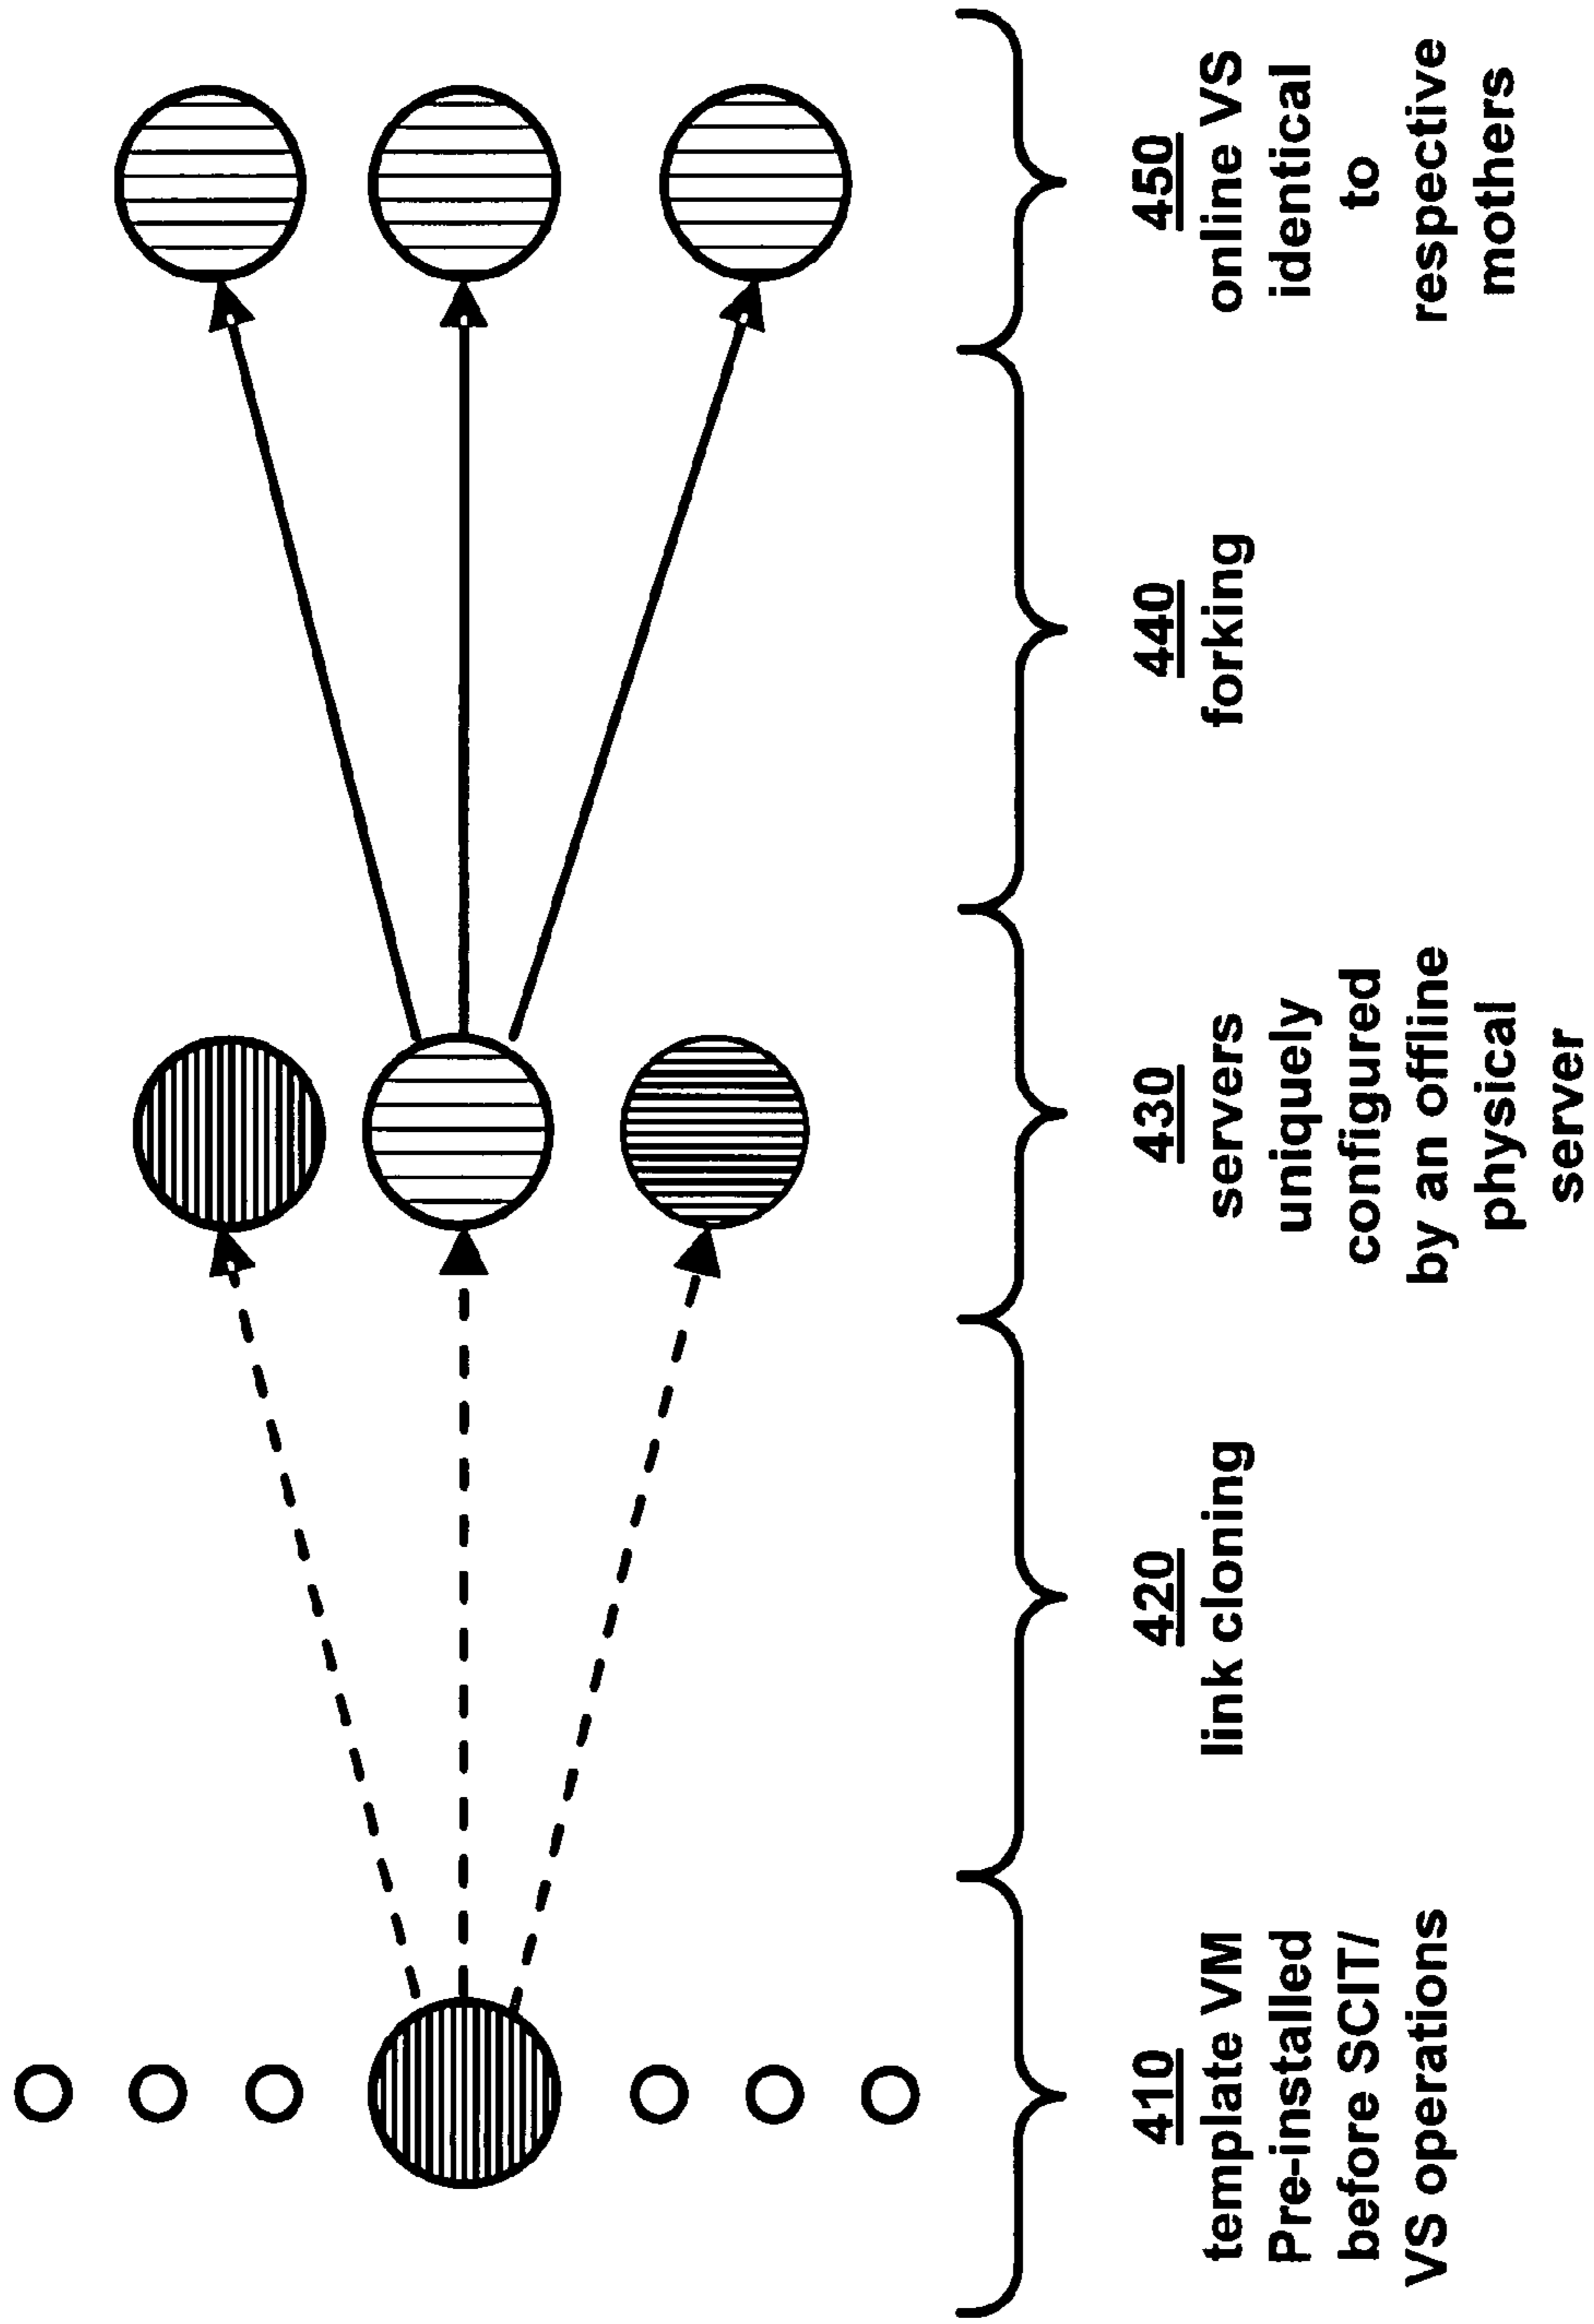 410
template VM
Pre-installed
before SCIT/
VS operations
420
link cloning
430
servers
uniquely
configured
by an offline
physical
server
440
forking
450
online VS
identical
to
respective
mothers